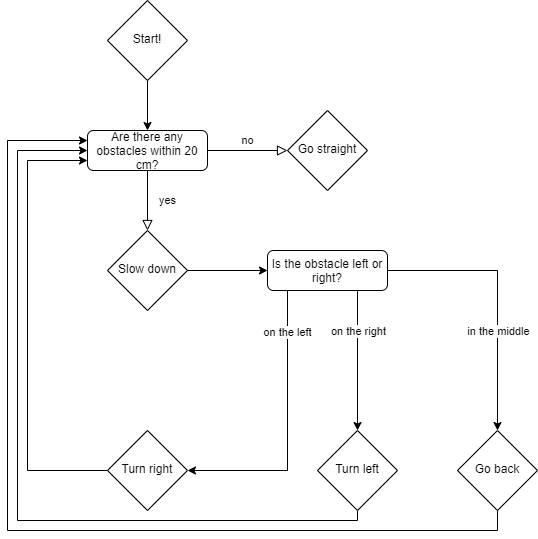 Start!
Are there any
obstacles within 20
cm?
no
Go straight
yes
Slow down
Is the obstacle left or
right?
on the left
on the right
in the middle
Turn right
Turn left
Go back